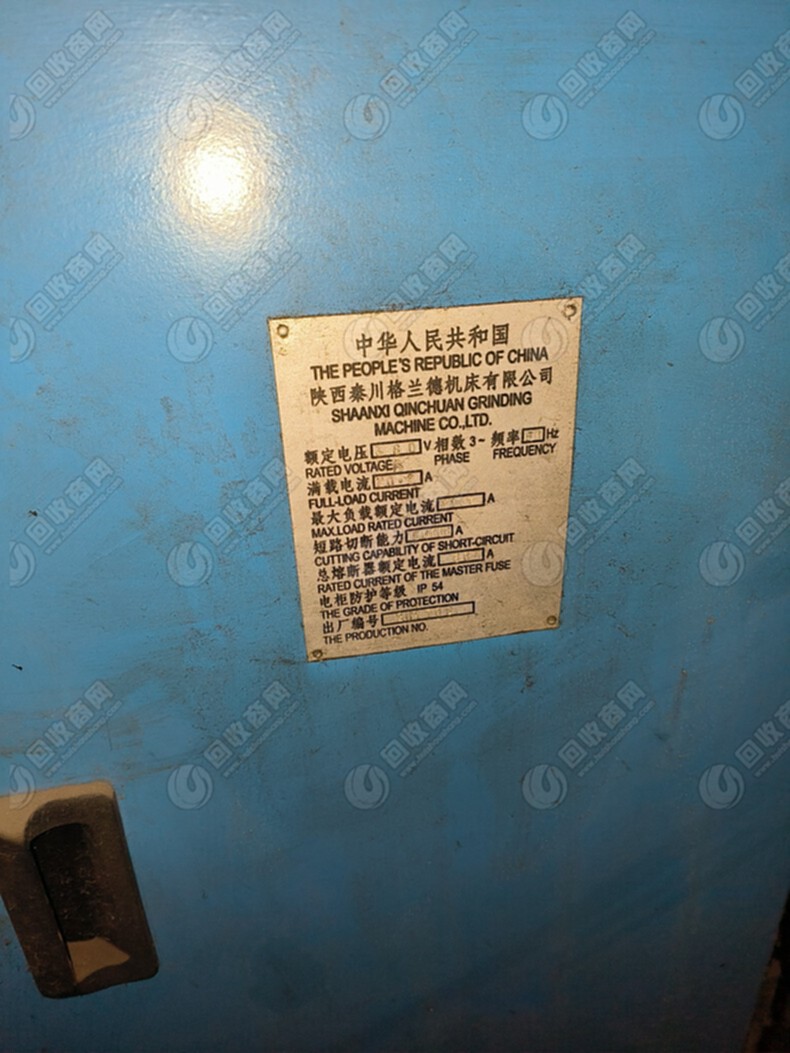 中华人民共和国
THE PEOPLE'S REPUBLIC OF CHINA
陕西秦川格兰德机床有限公司
SHAANXI QINCHUAN GRINDING
MACHINE CO.,LTD.
额定电压 V 相数 3~ 频率 Hz
RATED VOLTAGE PHASE FREQUENCY
满载电流 A
FULL-LOAD CURRENT
最大负载额定电流 A
MAX.LOAD RATED CURRENT
短路切断能力 A
CUTTING CAPABILITY OF SHORT-CIRCUIT
总熔断器额定电流 A
RATED CURRENT OF THE MASTER FUSE
电柜防护等级 IP 54
THE GRADE OF PROTECTION
出厂编号
THE PRODUCTION NO.
回收商网